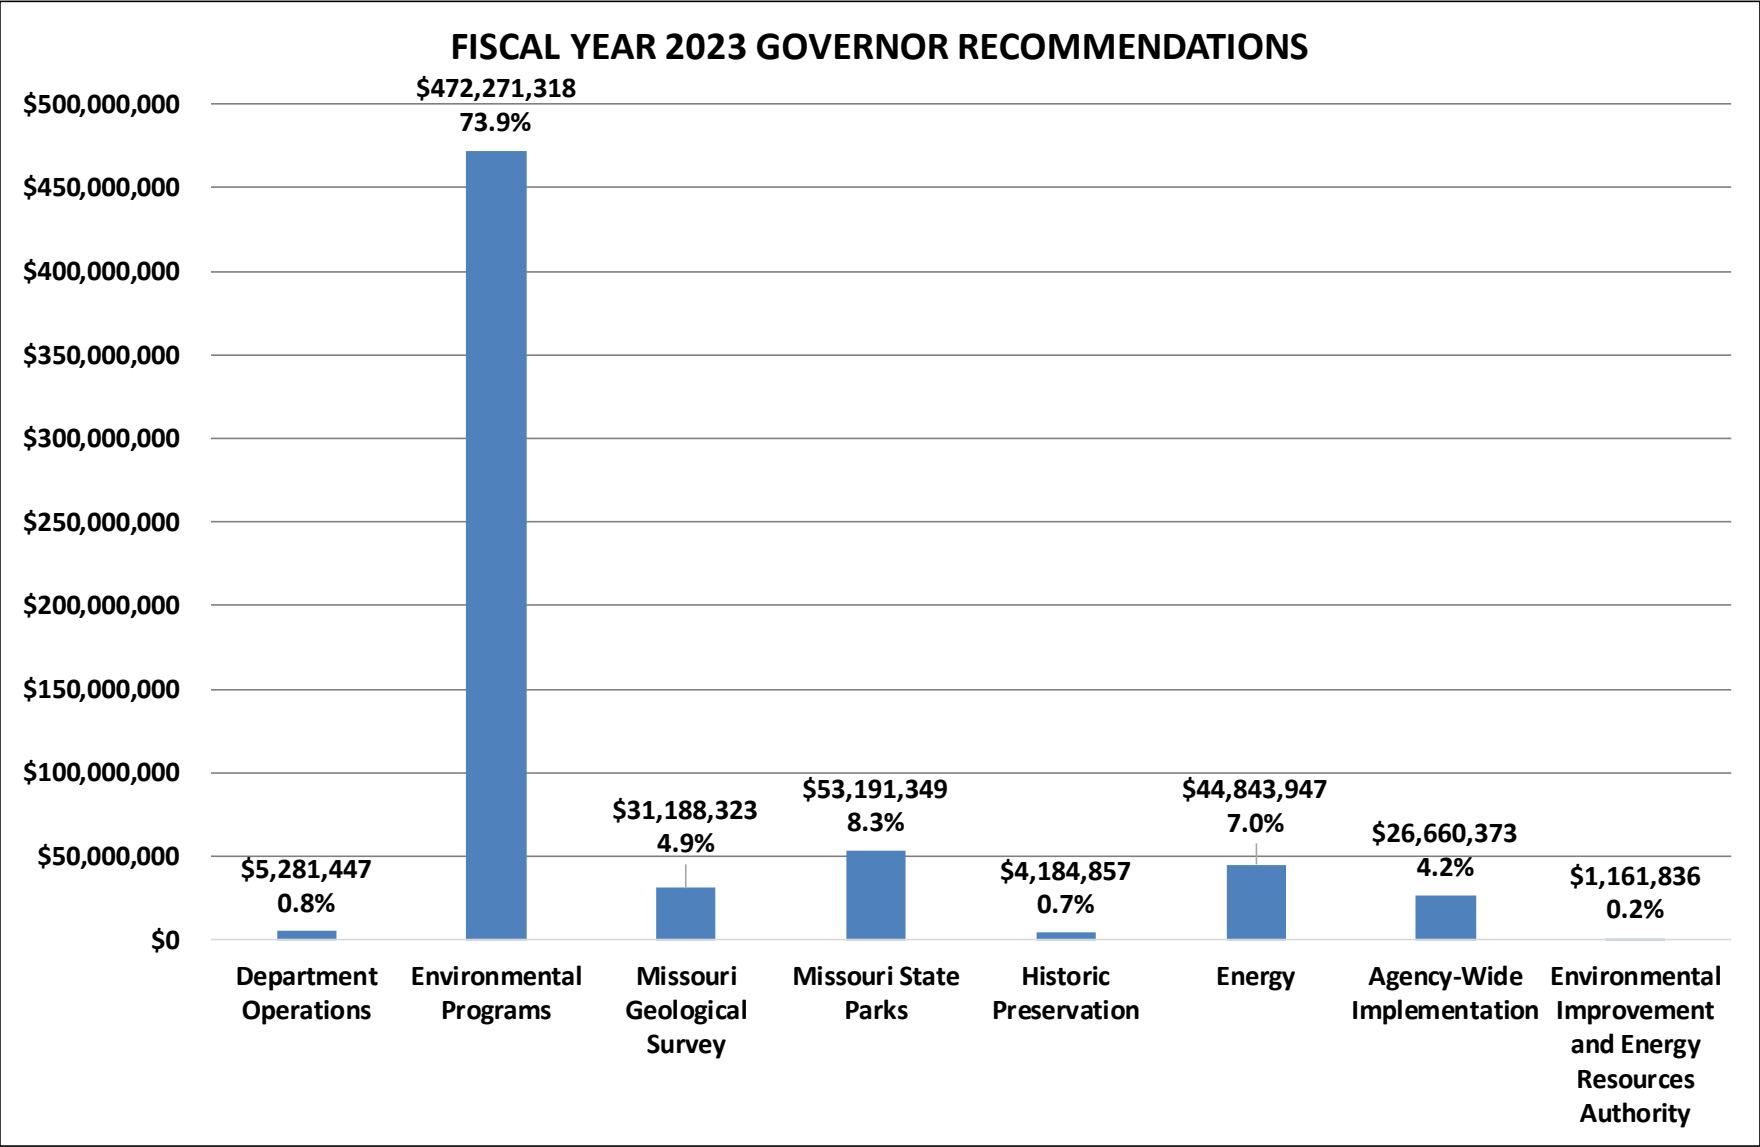 FISCAL YEAR 2023 GOVERNOR RECOMMENDATIONS
$500,000,000
$450,000,000
$400,000,000
$350,000,000
$300,000,000
$250,000,000
$200,000,000
$150,000,000
$100,000,000
$50,000,000
$0
$5,281,447
0.8%
$472,271,318
73.9%
$31,188,323
4.9%
$53,191,349
8.3%
$4,184,857
0.7%
$44,843,947
7.0%
$26,660,373
4.2%
$1,161,836
0.2%
Department
Operations
Environmental
Programs
Missouri
Geological
Survey
Missouri State
Parks
Historic
Preservation
Energy
Agency-Wide
Implementation
Environmental
Improvement
and Energy
Resources
Authority